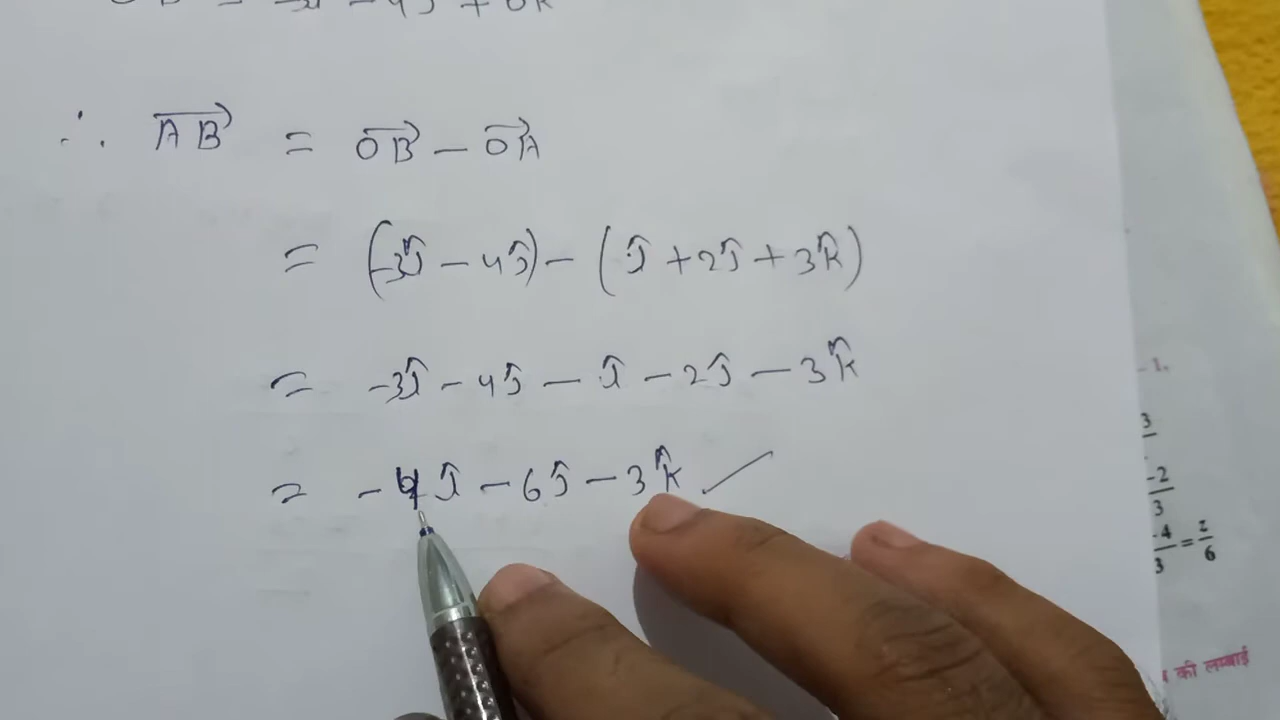 ∴ AB⃗ = OB⃗ − OA⃗
= (−3î − 4ĵ) − (î + 2ĵ + 3k̂)
= −3î − 4ĵ − î − 2ĵ − 3k̂
= −4î − 6ĵ − 3k̂ ✓
-1.
3
-2/3
-4/3 = z/6
की लम्बाई